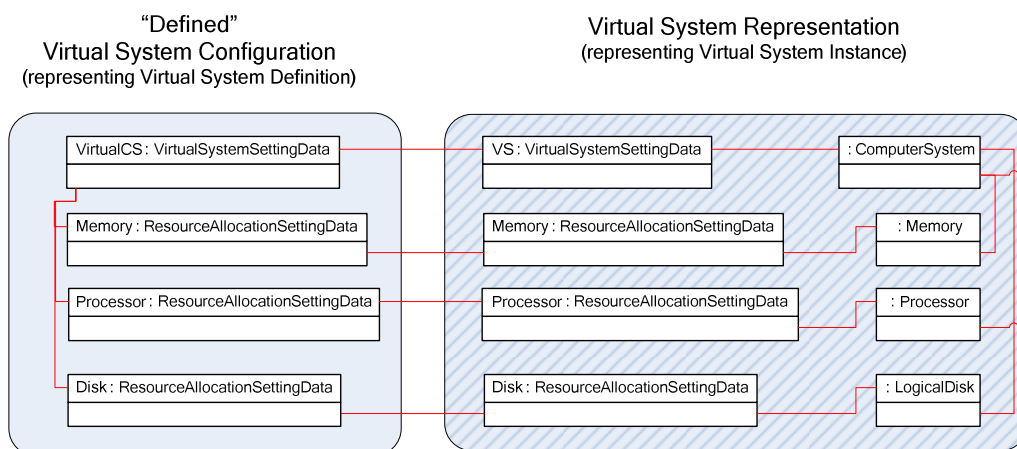 “Defined”
Virtual System Configuration
(representing Virtual System Definition)
Virtual System Representation
(representing Virtual System Instance)
VirtualCS : VirtualSystemSettingData
VS : VirtualSystemSettingData
: ComputerSystem
Memory : ResourceAllocationSettingData
Memory : ResourceAllocationSettingData
: Memory
Processor : ResourceAllocationSettingData
Processor : ResourceAllocationSettingData
: Processor
Disk : ResourceAllocationSettingData
Disk : ResourceAllocationSettingData
: LogicalDisk